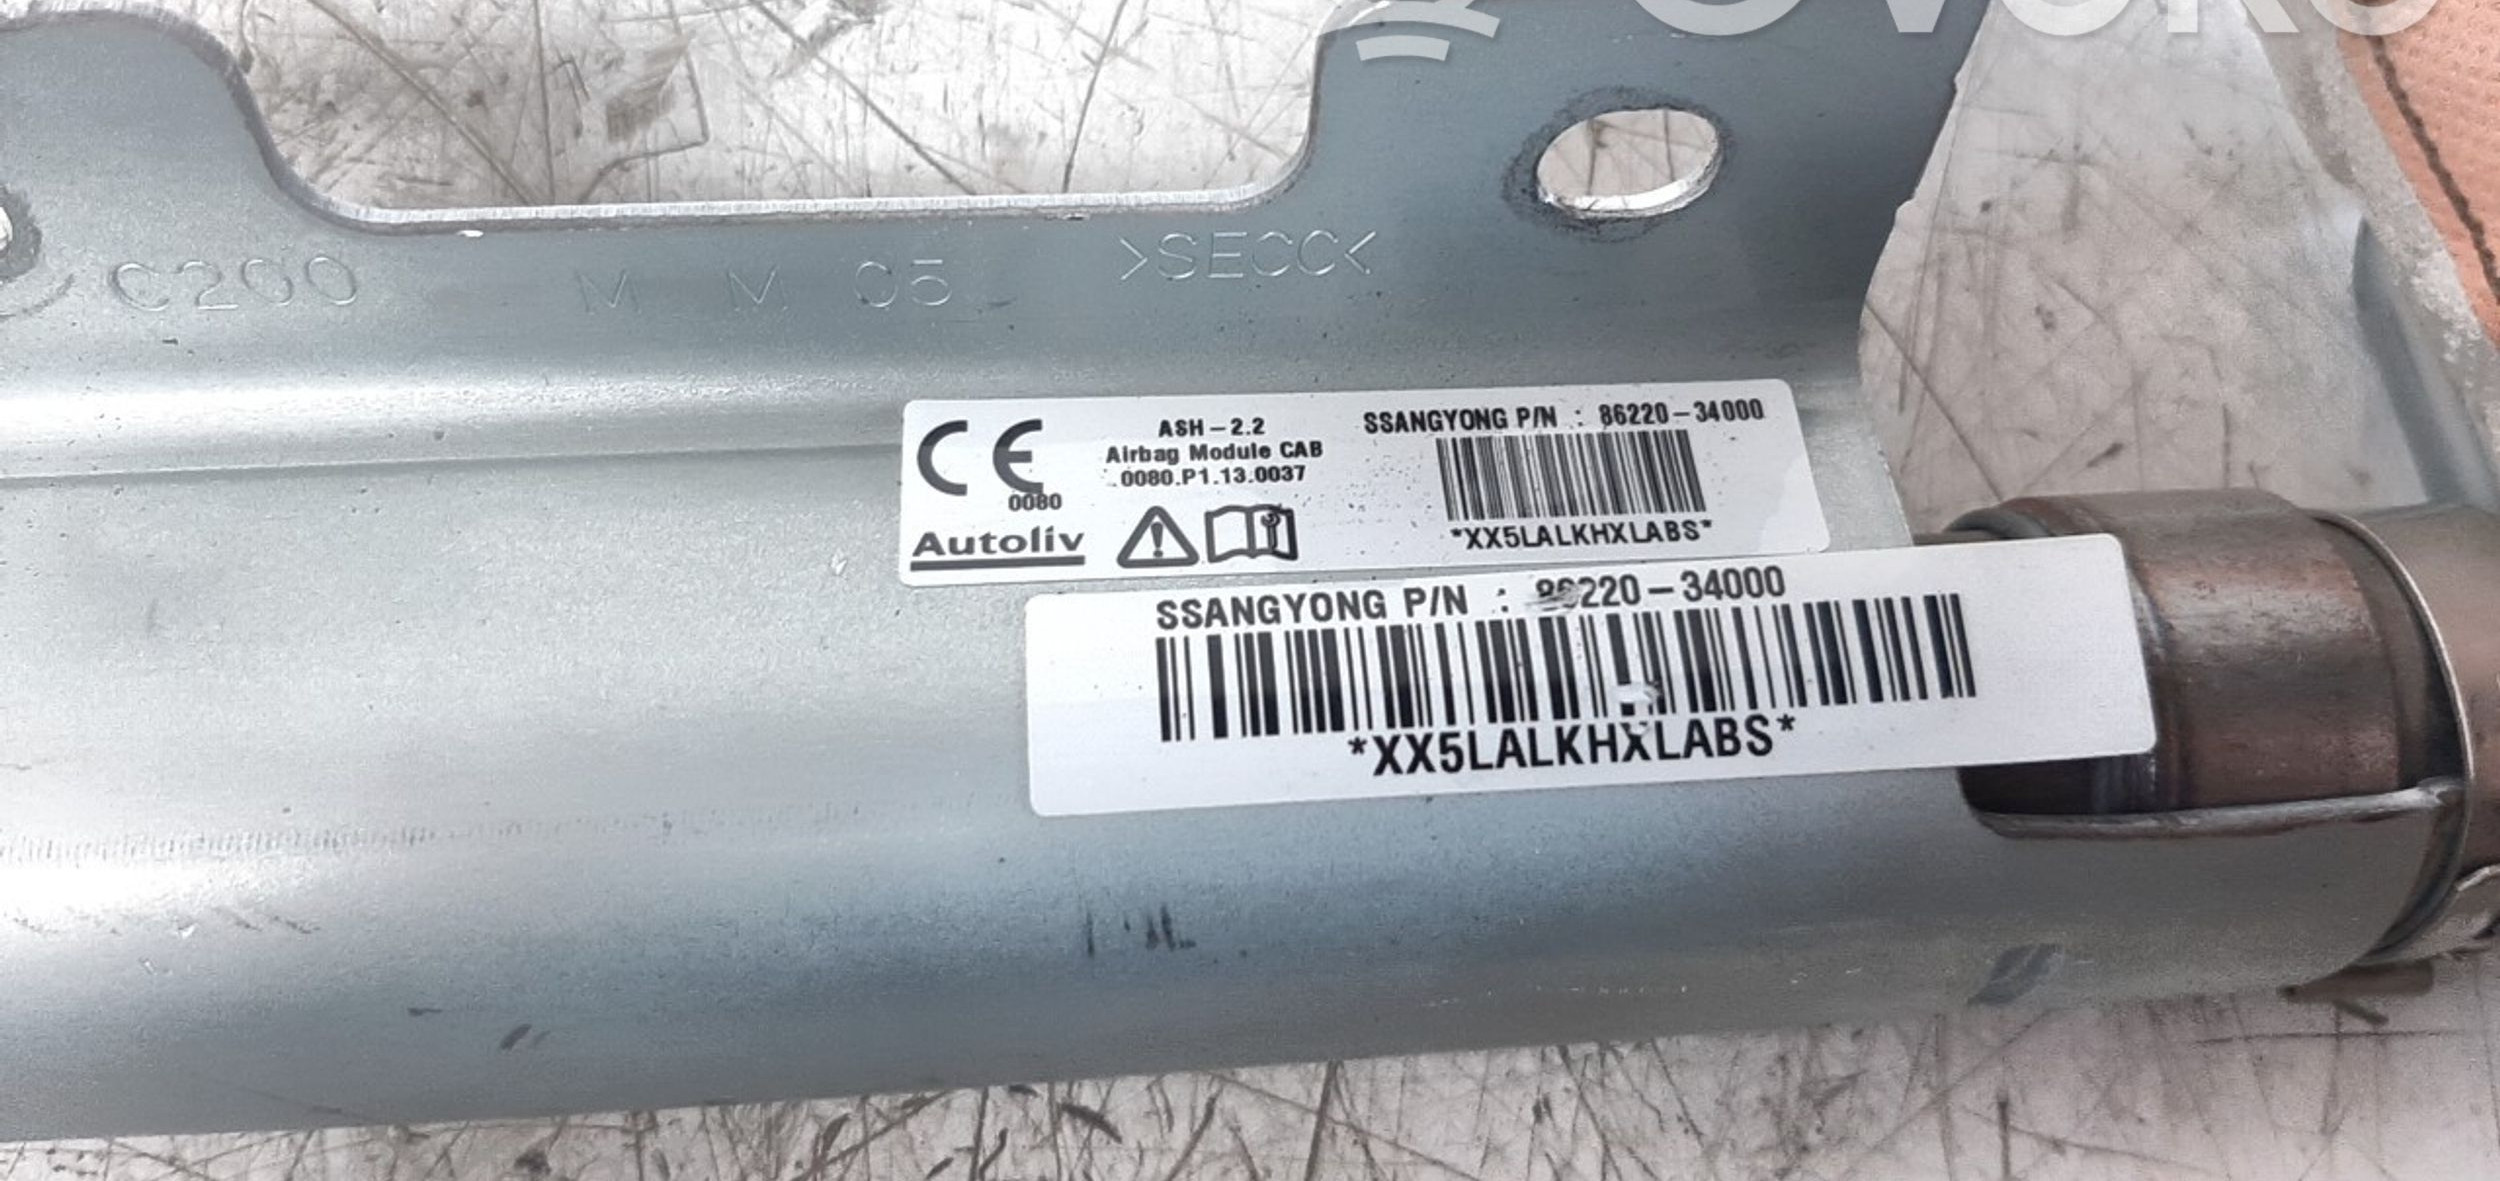 C200 M M 05 >SECC<
CE
0080
Autoliv
ASH-2.2
Airbag Module CAB
0080.P1.13.0037
SSANGYONG P/N : 86220-34000
*XX5LALKHXLABS*
SSANGYONG P/N : 86220-34000
*XX5LALKHXLABS*